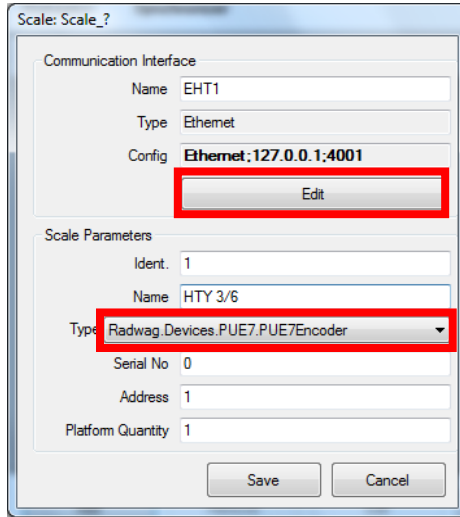 Scale: Scale_?
Communication Interface
Name EHT1
Type Ethernet
Config Ethernet;127.0.0.1;4001
Edit
Scale Parameters
Ident. 1
Name HTY 3/6
Type Radwag.Devices.PUE7.PUE7Encoder
Serial No 0
Address 1
Platform Quantity 1
Save Cancel